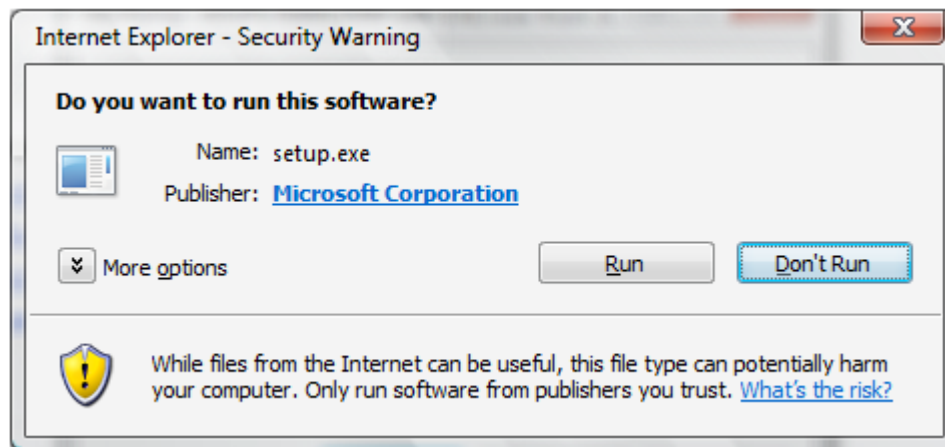 Internet Explorer - Security Warning
Do you want to run this software?
Name: setup.exe
Publisher: Microsoft Corporation
More options
Run
Don't Run
While files from the Internet can be useful, this file type can potentially harm
your computer. Only run software from publishers you trust. What's the risk?